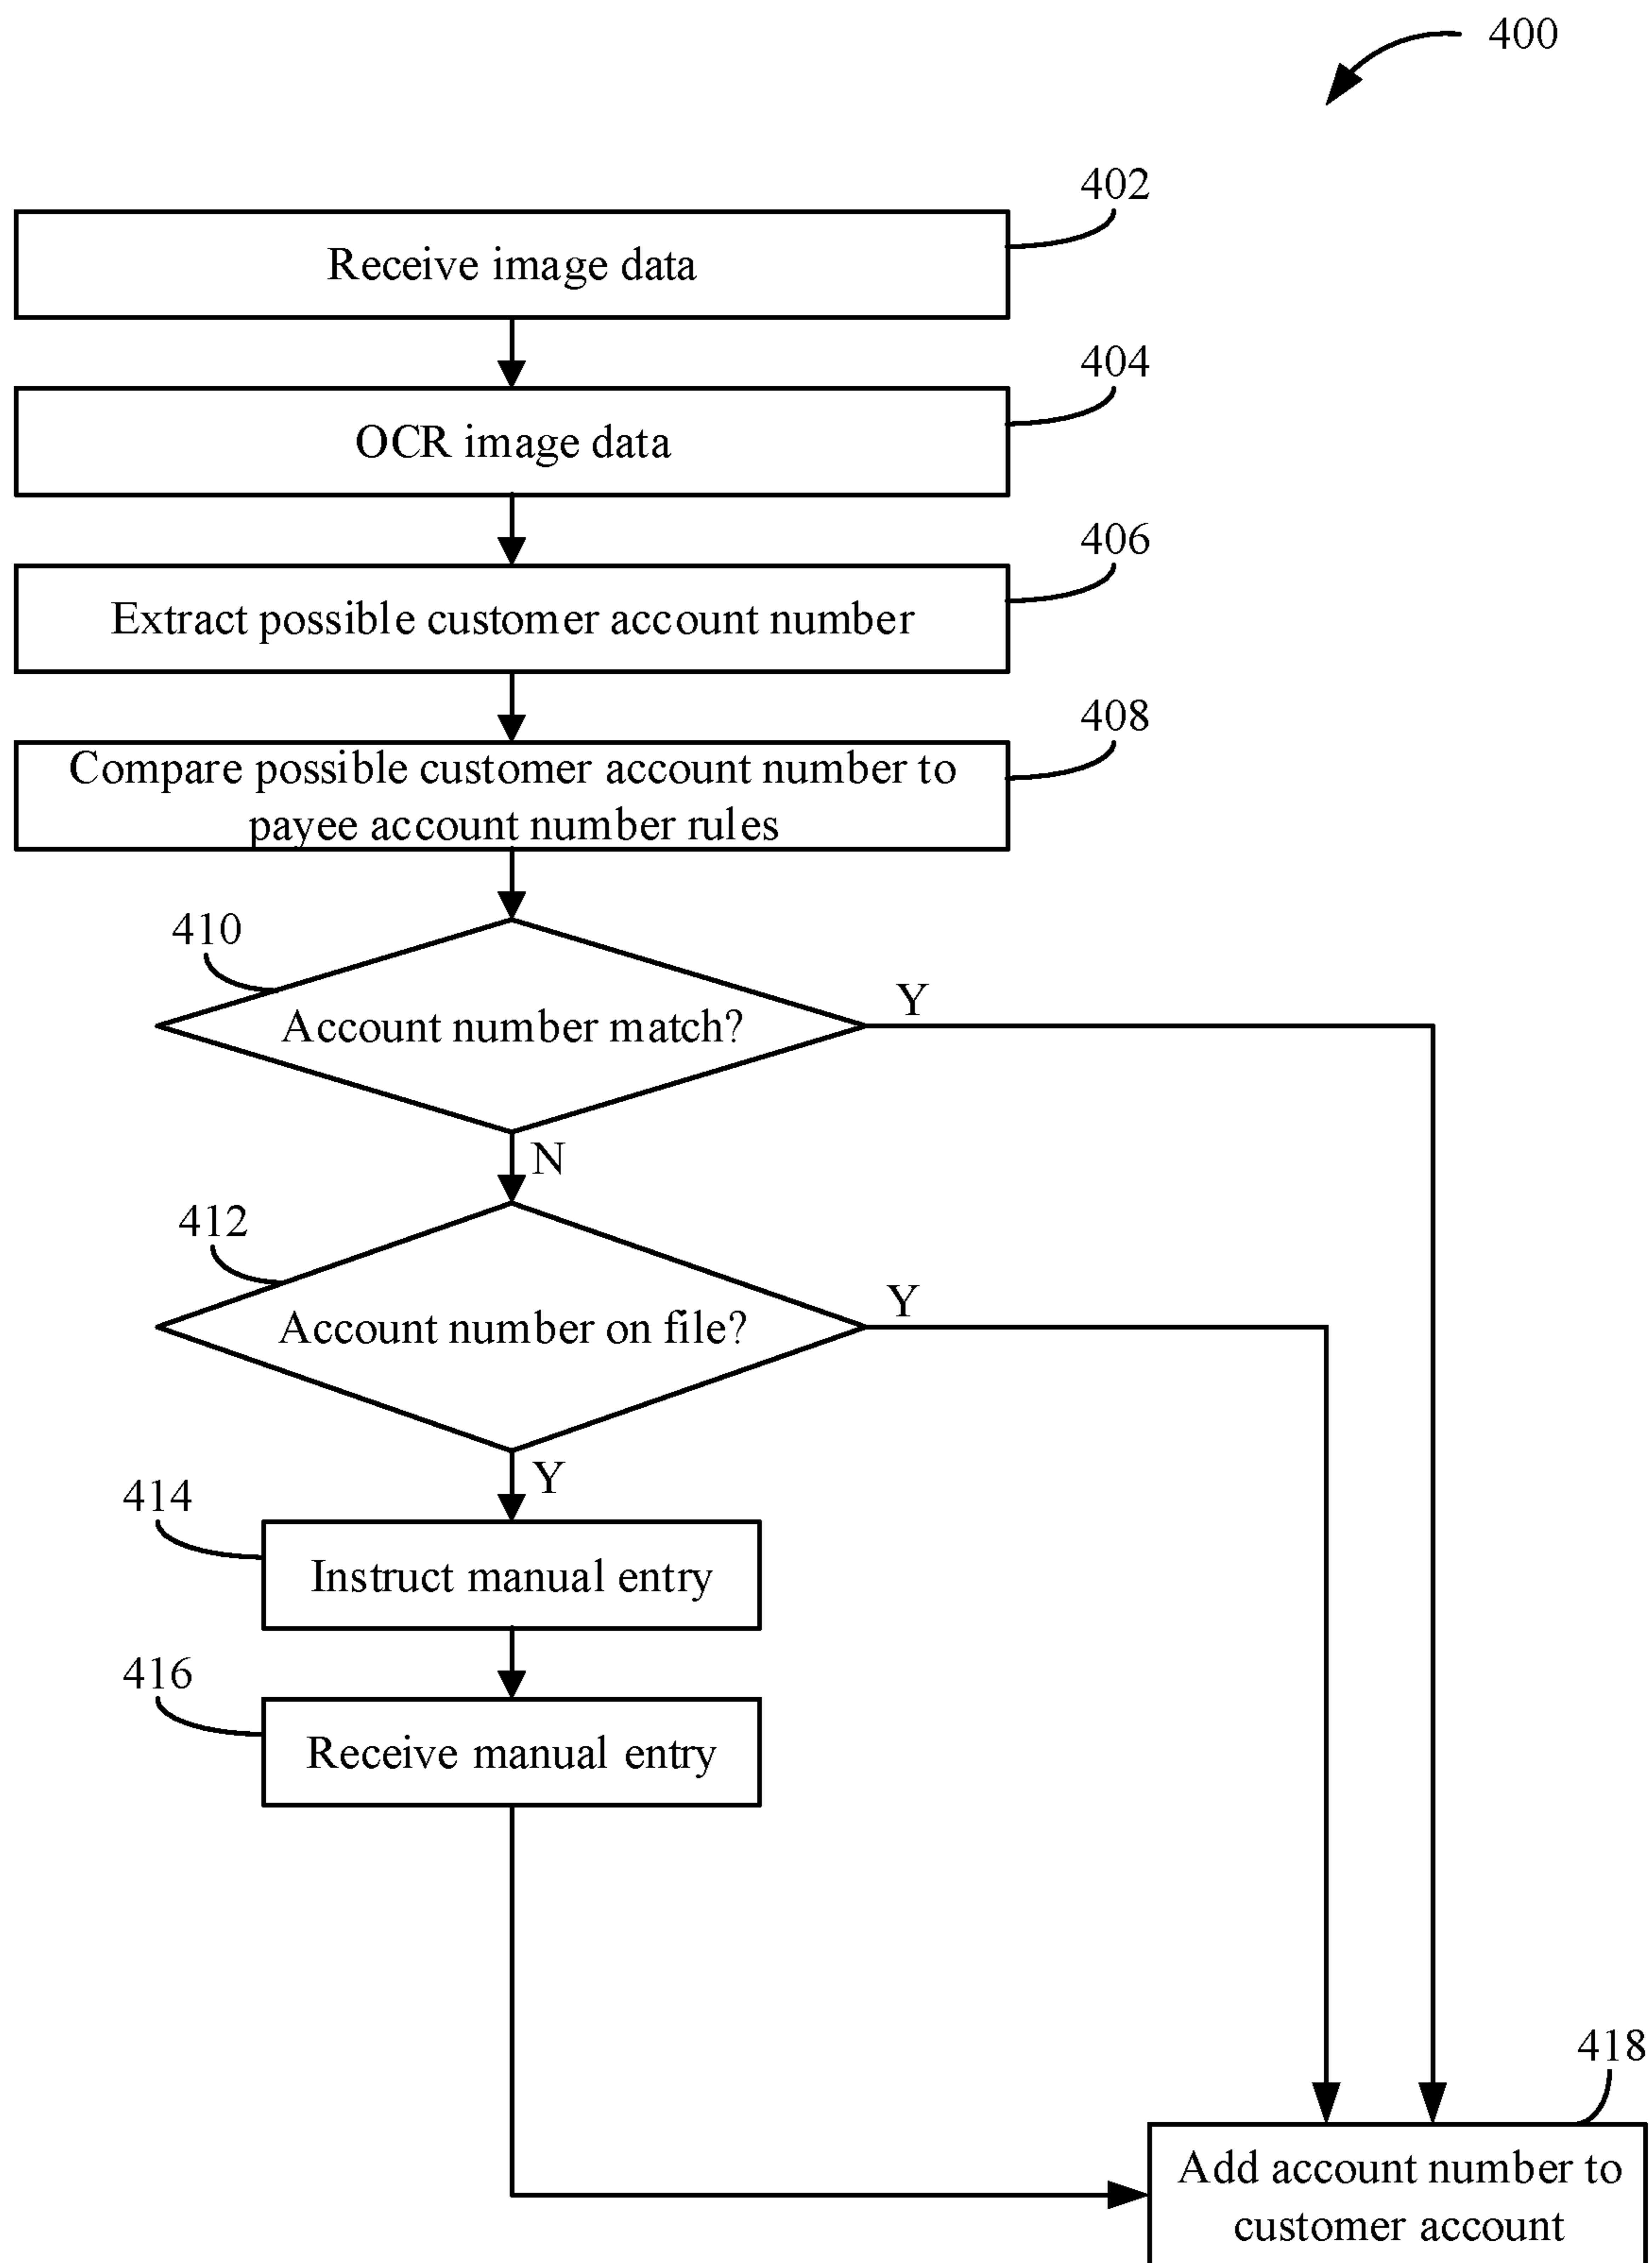 400
402
Receive image data
404
OCR image data
406
Extract possible customer account number
408
Compare possible customer account number to
payee account number rules
410
Account number match?
Y
N
412
Account number on file?
Y
Y
414
Instruct manual entry
416
Receive manual entry
418
Add account number to
customer account